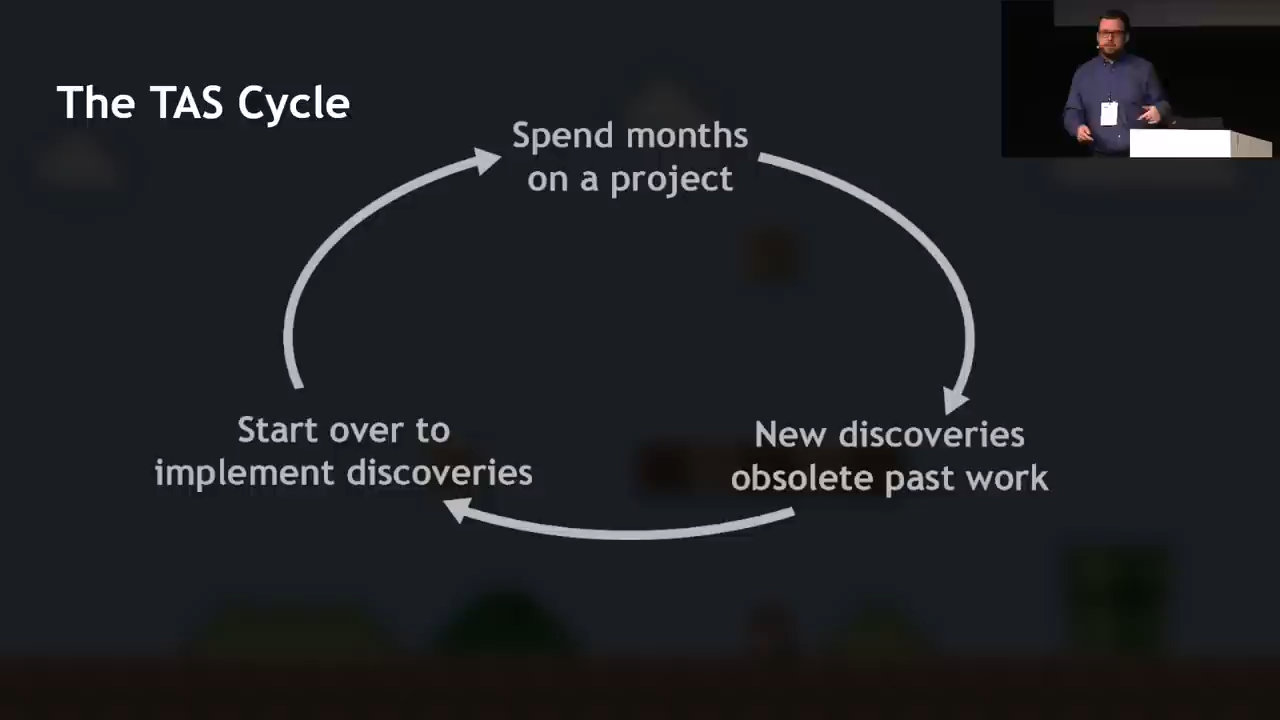 The TAS Cycle
Spend months
on a project
New discoveries
obsolete past work
Start over to
implement discoveries